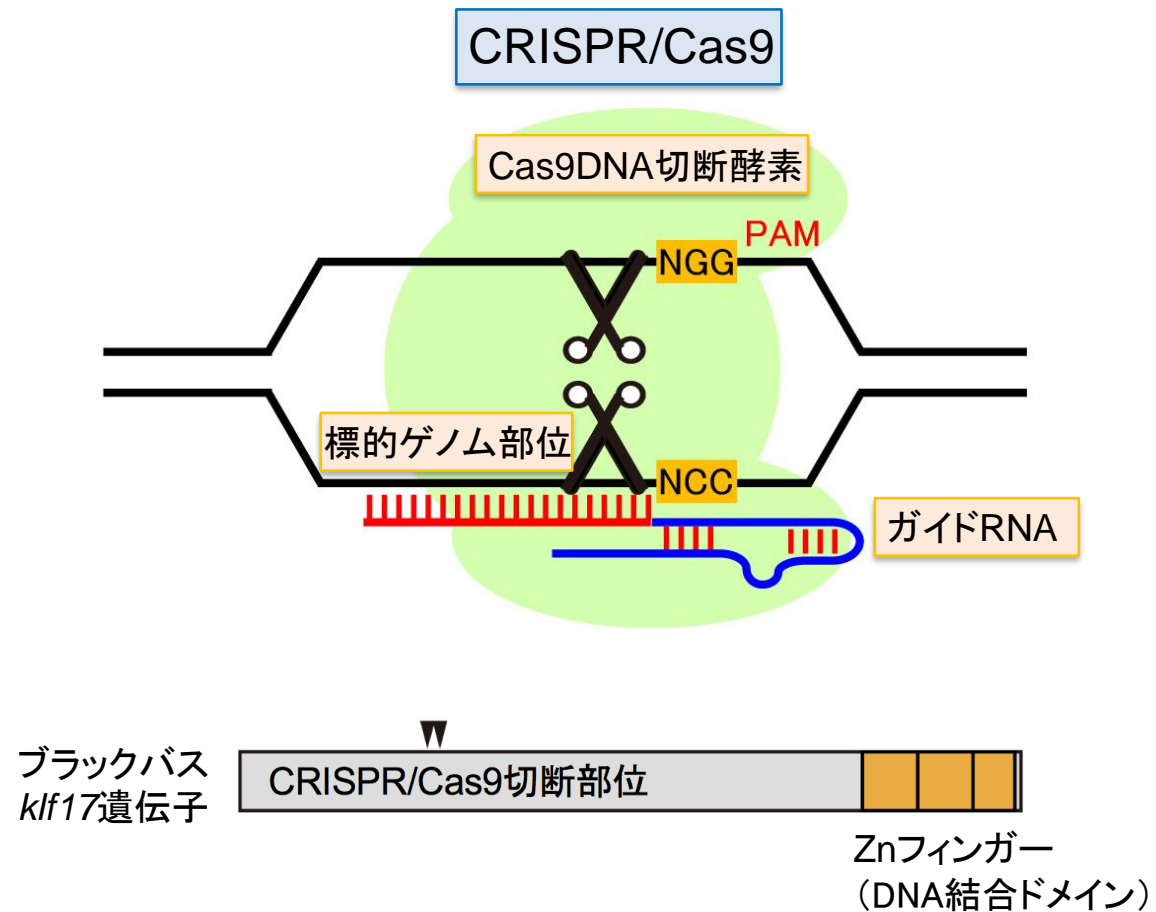 CRISPR/Cas9
Cas9DNA切断酵素
PAM
NGG
標的ゲノム部位
NCC
ガイドRNA
ブラックバス
klf17遺伝子
CRISPR/Cas9切断部位
Znフィンガー
（DNA結合ドメイン）